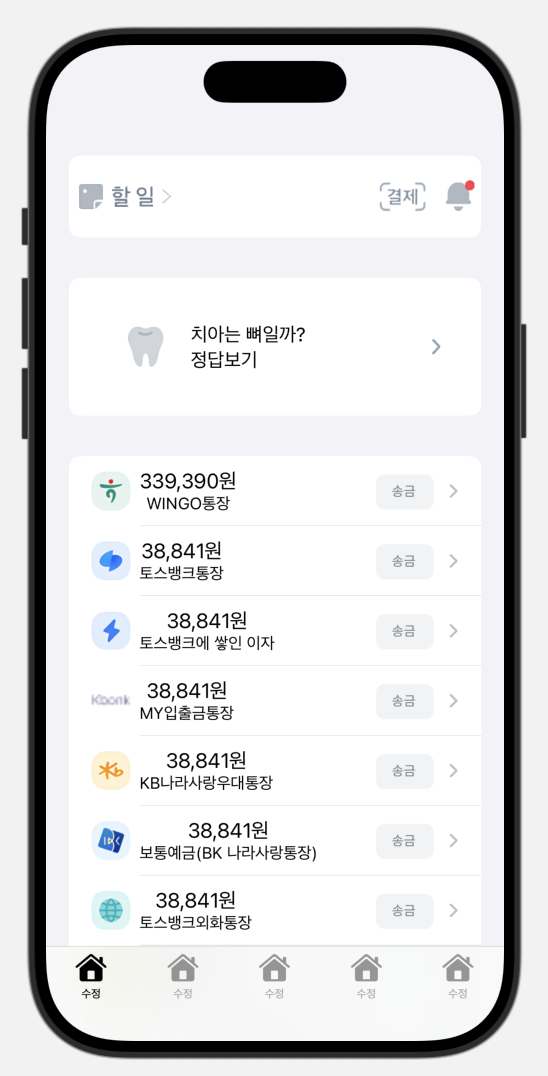 할 일
결제
치아는 뼈일까?
정답보기
339,390원
WINGO통장
송금
38,841원
토스뱅크통장
송금
38,841원
토스뱅크에 쌓인 이자
송금
Kbank
38,841원
MY입출금통장
송금
38,841원
KB나라사랑우대통장
송금
38,841원
보통예금(BK 나라사랑통장)
송금
38,841원
토스뱅크외화통장
송금
수정
수정
수정
수정
수정